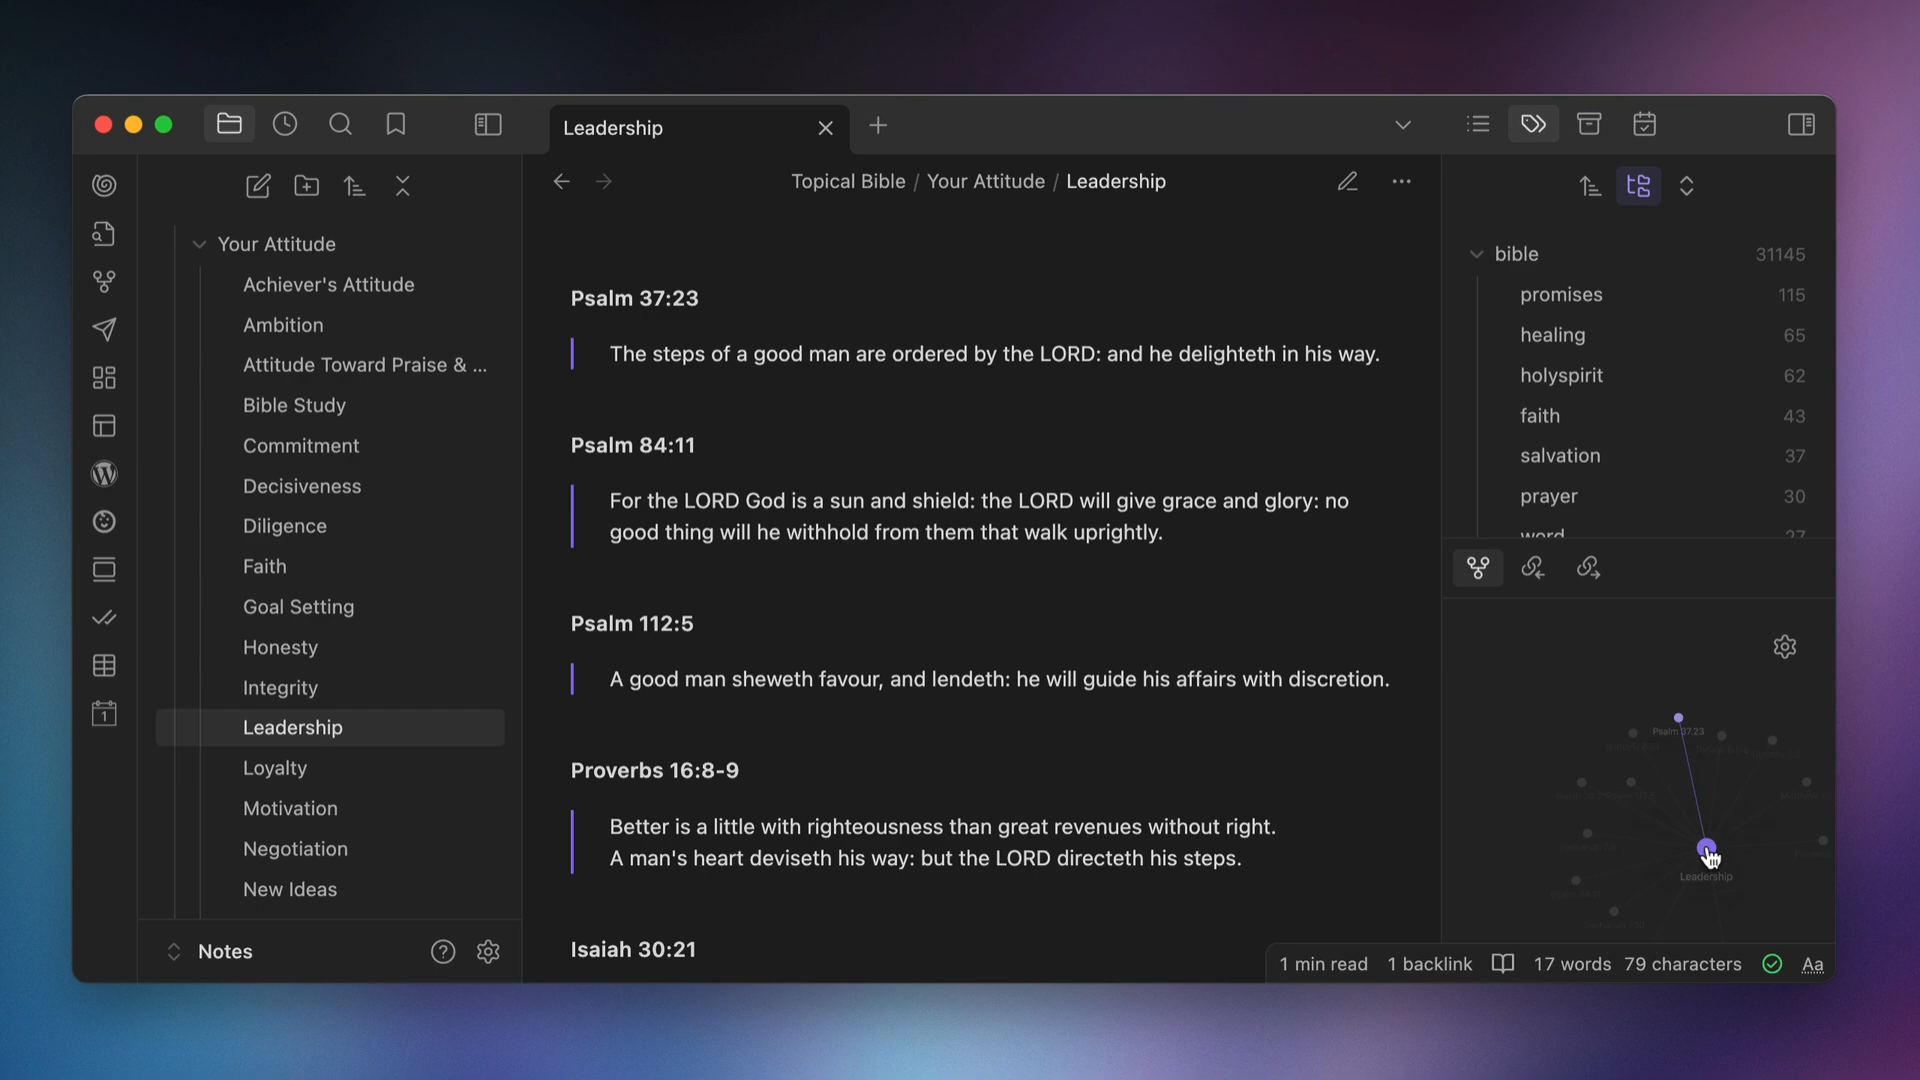 Leadership
Topical Bible / Your Attitude / Leadership
Your Attitude
Achiever's Attitude
Ambition
Attitude Toward Praise & ...
Bible Study
Commitment
Decisiveness
Diligence
Faith
Goal Setting
Honesty
Integrity
Leadership
Loyalty
Motivation
Negotiation
New Ideas
Notes
1
Psalm 37:23
The steps of a good man are ordered by the LORD: and he delighteth in his way.
Psalm 84:11
For the LORD God is a sun and shield: the LORD will give grace and glory: no
good thing will he withhold from them that walk uprightly.
Psalm 112:5
A good man sheweth favour, and lendeth: he will guide his affairs with discretion.
Proverbs 16:8-9
Better is a little with righteousness than great revenues without right.
A man's heart deviseth his way: but the LORD directeth his steps.
Isaiah 30:21
bible 31145
promises 115
healing 65
holyspirit 62
faith 43
salvation 37
prayer 30
word 27
Psalm 37.23
Leadership
1 min read 1 backlink 17 words 79 characters Aa